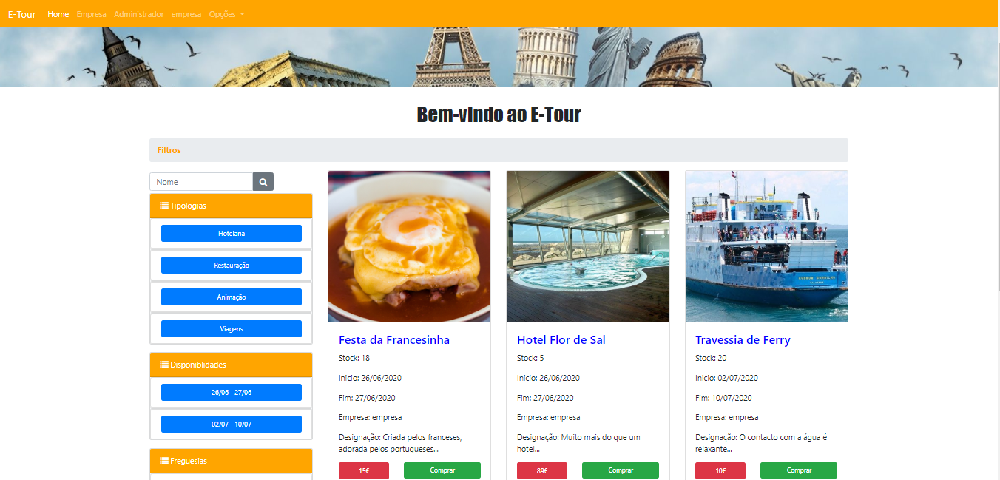 E-Tour Home Empresa Administrador empresa Opções
Bem-vindo ao E-Tour
Filtros
Nome
Tipologias
Hotelaria
Restauração
Animação
Viagens
Disponiblidades
26/06 - 27/06
02/07 - 10/07
Freguesias
Festa da Francesinha
Stock: 18
Inicio: 26/06/2020
Fim: 27/06/2020
Empresa: empresa
Designação: Criada pelos franceses,
adorada pelos portugueses...
15€ Comprar
Hotel Flor de Sal
Stock: 5
Inicio: 26/06/2020
Fim: 27/06/2020
Empresa: empresa
Designação: Muito mais do que um
hotel...
89€ Comprar
Travessia de Ferry
Stock: 20
Inicio: 02/07/2020
Fim: 10/07/2020
Empresa: empresa
Designação: O contacto com a água é
relaxante...
10€ Comprar